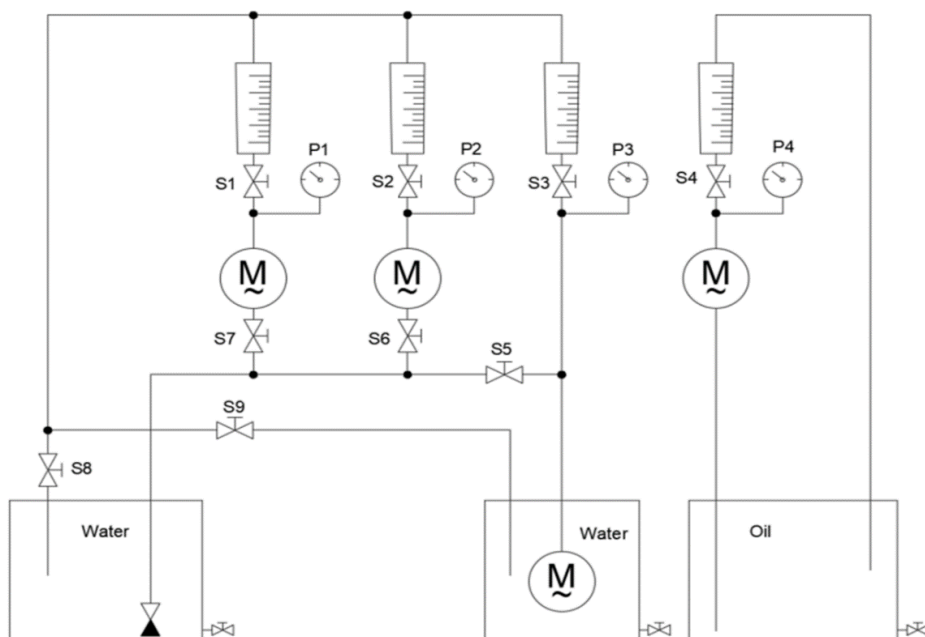 P1
P2
P3
P4
S1
S2
S3
S4
M
~
M
~
M
~
S7
S6
S5
S9
S8
Water
Water
Oil
M
~